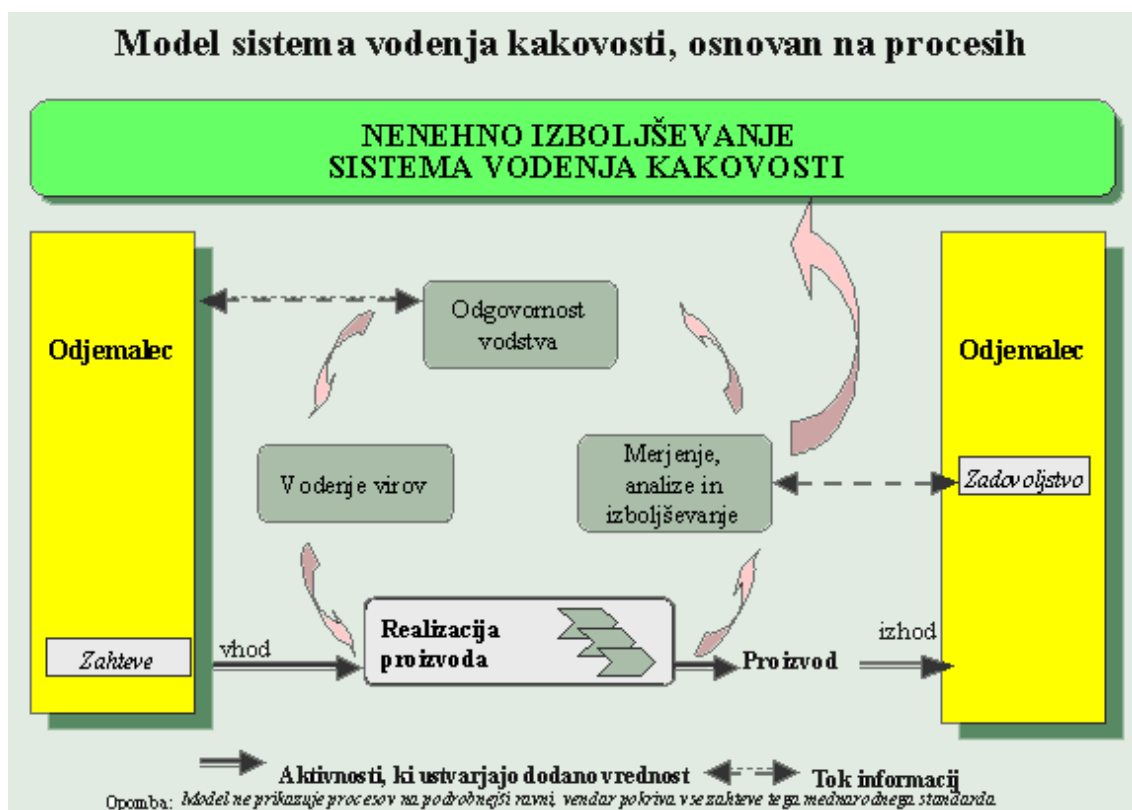 Model sistema vodenja kakovosti, osnovan na procesih
NENEHNO IZBOLJŠEVANJE
SISTEMA VODENJA KAKOVOSTI
Odjemalec
Odgovornost
vodstva
Odjemalec
Vodenje virov
Merjenje,
analize in
izboljševanje
Zadovoljstvo
Zahteve
vhod
Realizacija
proizvoda
Proizvod
izhod
Aktivnosti, ki ustvarjajo dodano vrednost
Tok informacij
Opomba: Model ne prikazuje procesov na podrobnejši ravni, vendar pokriva vse zahteve tega mednarodnega standarda